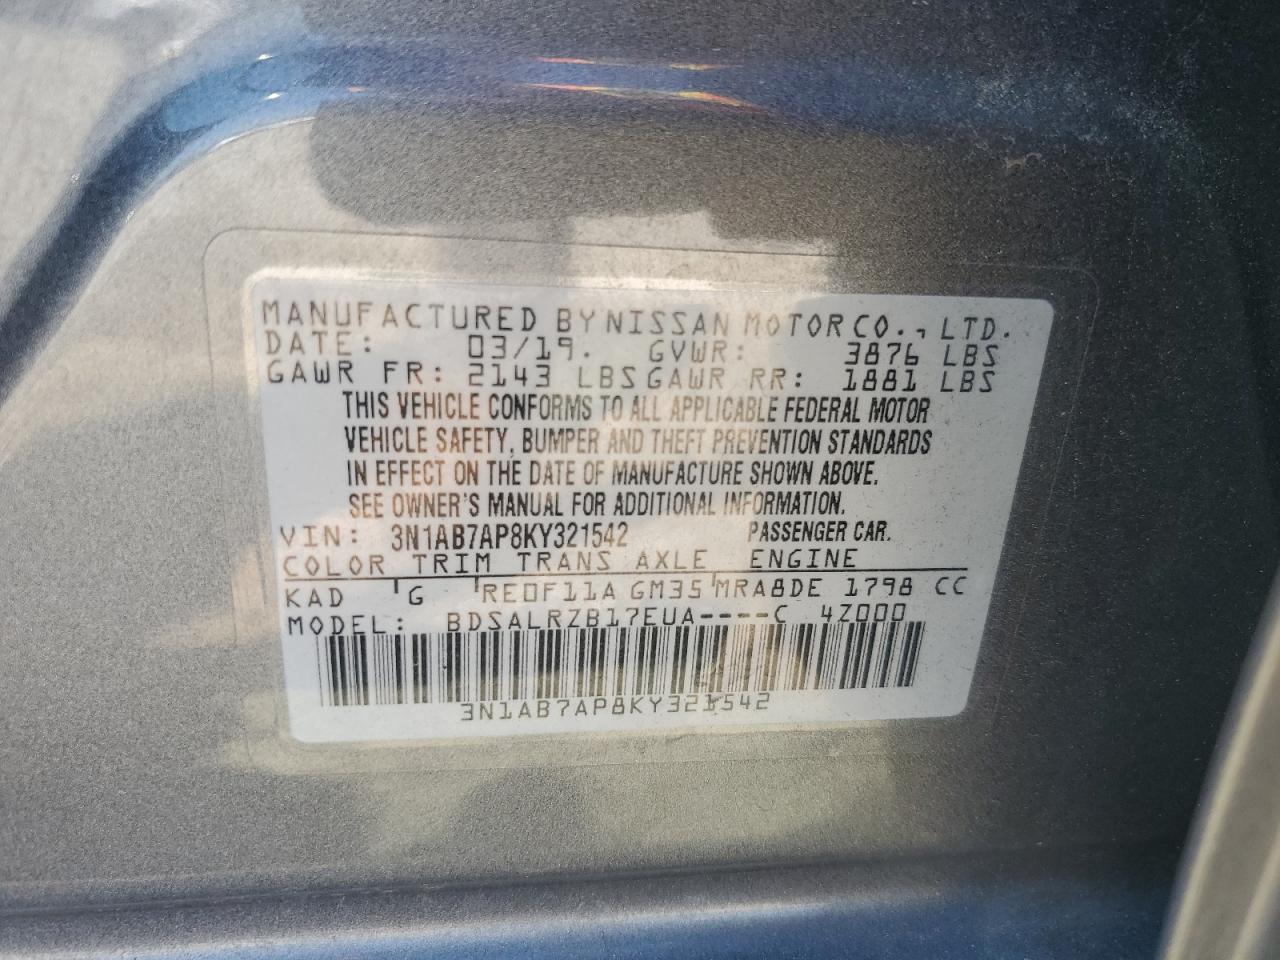 MANUFACTURED BY NISSAN MOTOR CO., LTD.
DATE: 03/19. GVWR: 3876 LBS
GAWR FR: 2143 LBS GAWR RR: 1881 LBS
THIS VEHICLE CONFORMS TO ALL APPLICABLE FEDERAL MOTOR
VEHICLE SAFETY, BUMPER AND THEFT PREVENTION STANDARDS
IN EFFECT ON THE DATE OF MANUFACTURE SHOWN ABOVE.
SEE OWNER'S MANUAL FOR ADDITIONAL INFORMATION.
VIN: 3N1AB7AP8KY321542 PASSENGER CAR.
COLOR TRIM TRANS AXLE ENGINE
KAD G RE0F11A GM35 MRA8DE 1798 CC
MODEL: BDSALRZB17EUA----C 4Z000
3N1AB7AP8KY321542